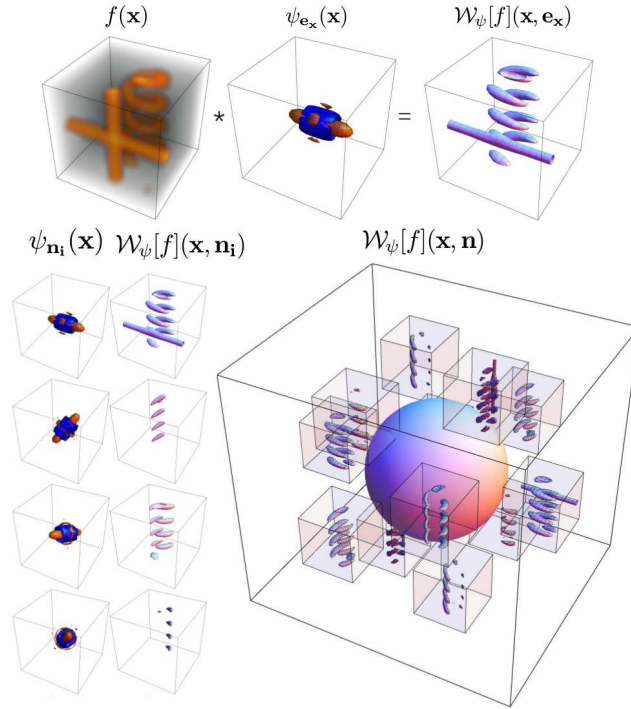 f(x) ψ_{e_x}(x) 𝒲_ψ[f](x, e_x)
* =
ψ_{n_i}(x) 𝒲_ψ[f](x, n_i) 𝒲_ψ[f](x, n)